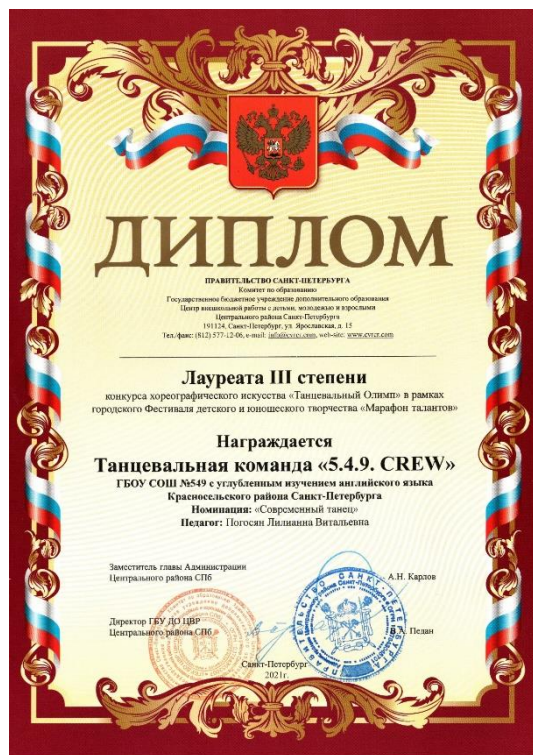 ДИПЛОМ
ПРАВИТЕЛЬСТВО САНКТ-ПЕТЕРБУРГА
Комитет по образованию
Государственное бюджетное учреждение дополнительного образования
Центр внешкольной работы с детьми, молодежью и взрослыми
Центрального района Санкт-Петербурга
191124, Санкт-Петербург, ул. Ярославская, д. 15
Тел./факс: (812) 577-12-06, e-mail: info@cvrcr.com, web-site: www.cvrcr.com
Лауреата III степени
конкурса хореографического искусства «Танцевальный Олимп» в рамках
городского Фестиваля детского и юношеского творчества «Марафон талантов»
Награждается
Танцевальная команда «5.4.9. CREW»
ГБОУ СОШ №549 с углубленным изучением английского языка
Красносельского района Санкт-Петербурга
Номинация: «Современный танец»
Педагог: Погосян Лилианна Витальевна
Заместитель главы Администрации
Центрального района СПб
А.Н. Карлов
Директор ГБУ ДО ЦВР
Центрального района СПб
В.А. Педан
Санкт-Петербург
2021г.